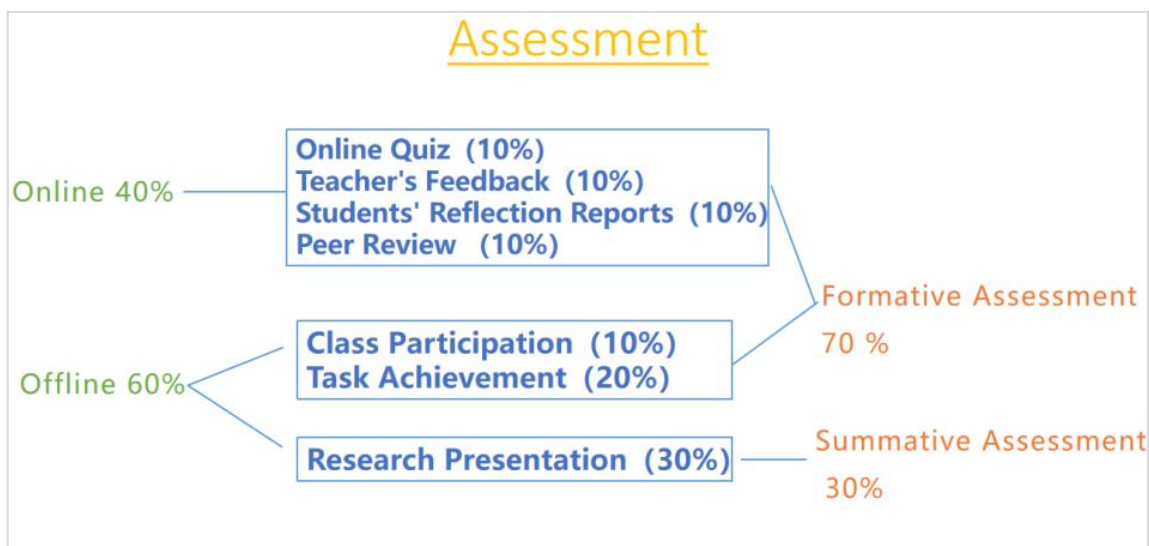 Assessment
Online 40%
Online Quiz (10%)
Teacher's Feedback (10%)
Students' Reflection Reports (10%)
Peer Review (10%)
Formative Assessment
70 %
Offline 60%
Class Participation (10%)
Task Achievement (20%)
Research Presentation (30%)
Summative Assessment
30%